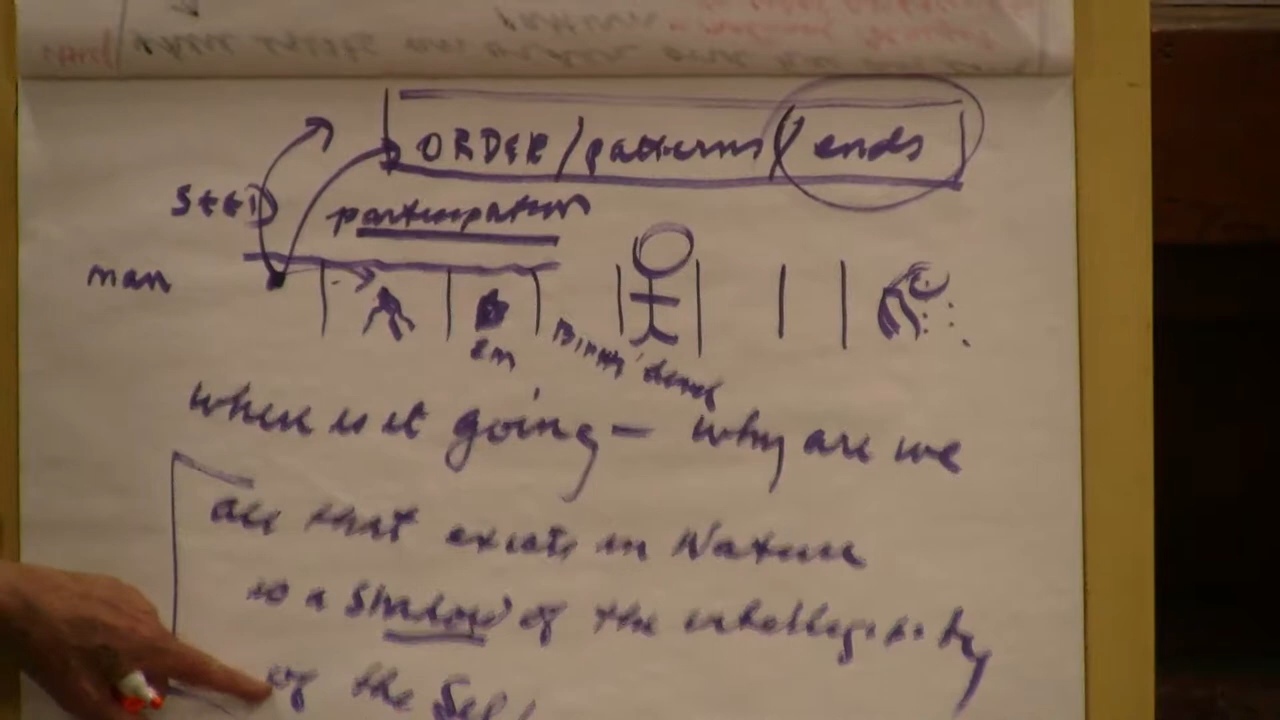 ORDER / patterns / ends
seed
participation
man
Em
where is it going — why are we
all that exists in Nature
is a shadow of the intelligibility
of the Self